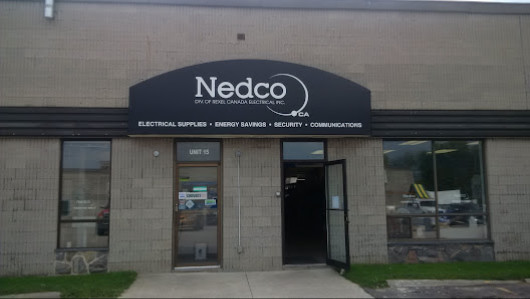 Nedco
DIV. OF REXEL CANADA ELECTRICAL INC.
.CA
ELECTRICAL SUPPLIES • ENERGY SAVINGS • SECURITY • COMMUNICATIONS
UNIT 15